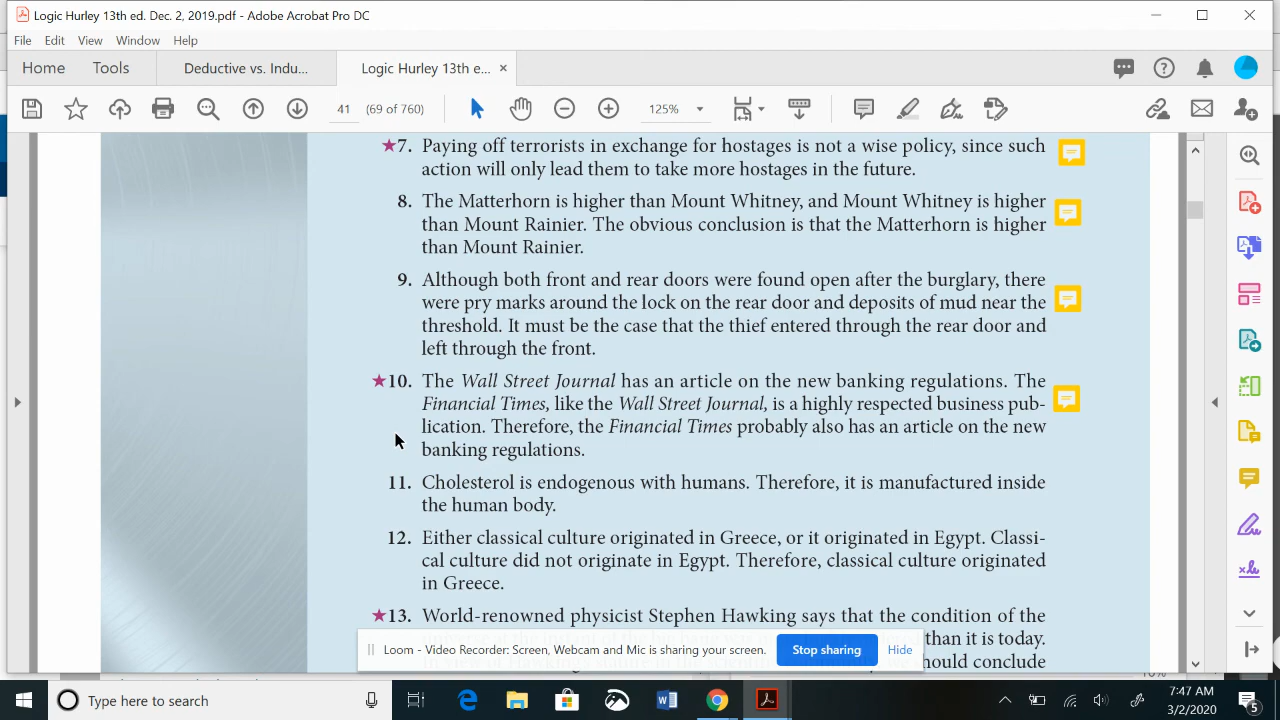 Logic Hurley 13th ed. Dec. 2, 2019.pdf - Adobe Acrobat Pro DC
File Edit View Window Help
Home Tools Deductive vs. Indu... Logic Hurley 13th e... ×
41 (69 of 760) 125%
★7. Paying off terrorists in exchange for hostages is not a wise policy, since such
action will only lead them to take more hostages in the future.
8. The Matterhorn is higher than Mount Whitney, and Mount Whitney is higher
than Mount Rainier. The obvious conclusion is that the Matterhorn is higher
than Mount Rainier.
9. Although both front and rear doors were found open after the burglary, there
were pry marks around the lock on the rear door and deposits of mud near the
threshold. It must be the case that the thief entered through the rear door and
left through the front.
★10. The Wall Street Journal has an article on the new banking regulations. The
Financial Times, like the Wall Street Journal, is a highly respected business pub-
lication. Therefore, the Financial Times probably also has an article on the new
banking regulations.
11. Cholesterol is endogenous with humans. Therefore, it is manufactured inside
the human body.
12. Either classical culture originated in Greece, or it originated in Egypt. Classi-
cal culture did not originate in Egypt. Therefore, classical culture originated
in Greece.
★13. World-renowned physicist Stephen Hawking says that the condition of the
than it is today.
Loom - Video Recorder: Screen, Webcam and Mic is sharing your screen. Stop sharing Hide
should conclude
Type here to search
7:47 AM
3/2/2020
5